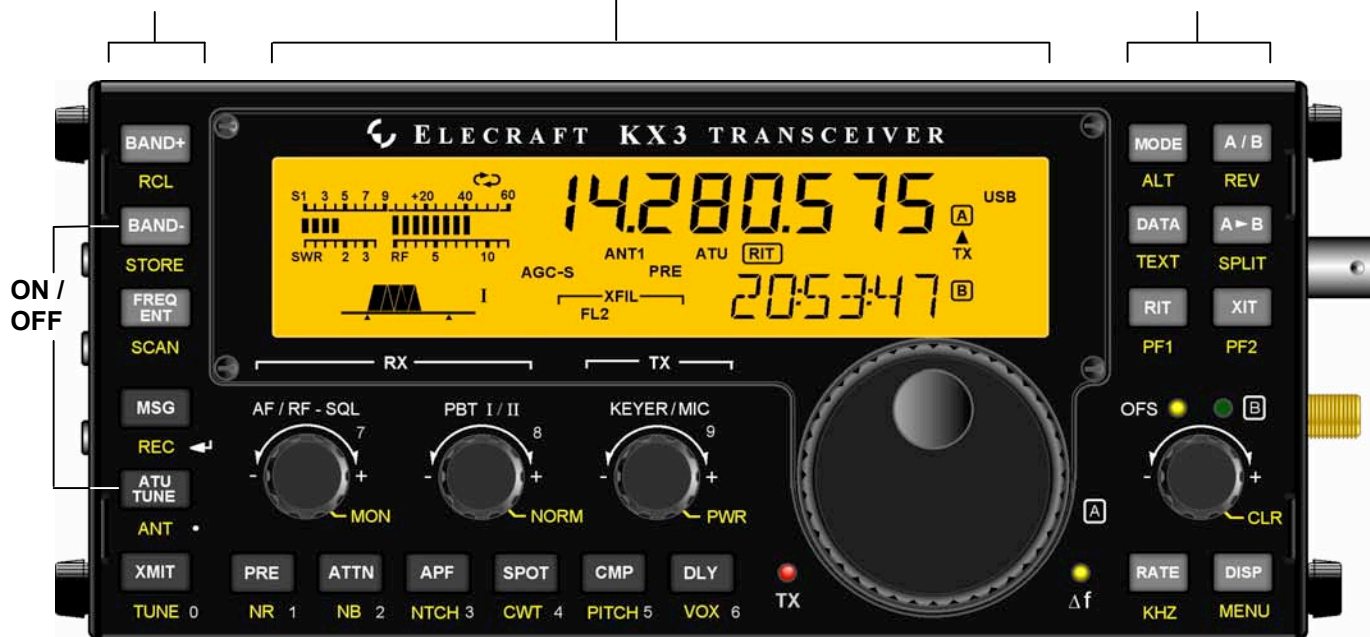 ELECRAFT KX3 TRANSCEIVER
BAND+
RCL
BAND-
STORE
ON /
OFF
FREQ
ENT
SCAN
MSG
REC
ATU
TUNE
ANT •
XMIT
TUNE 0
S1 3 5 7 9 +20 40 60
SWR 2 3 RF 5 10
14.280.575
USB
A
TX
ANT1 ATU RIT
AGC-S PRE
XFIL
FL2
I
20:53:47
B
RX
TX
AF / RF - SQL
7
- +
MON
PBT I / II
8
- +
NORM
KEYER / MIC
9
- +
PWR
PRE
NR 1
ATTN
NB 2
APF
NTCH 3
SPOT
CWT 4
CMP
PITCH 5
DLY
VOX 6
TX
A
Δf
MODE
ALT
A / B
REV
DATA
TEXT
A►B
SPLIT
RIT
PF1
XIT
PF2
OFS
B
- +
CLR
RATE
KHZ
DISP
MENU